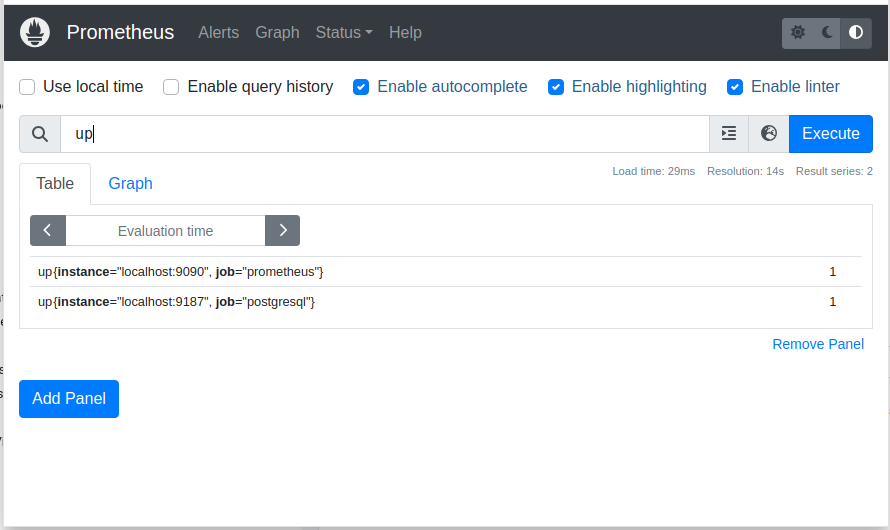 Prometheus Alerts Graph Status Help
Use local time Enable query history Enable autocomplete Enable highlighting Enable linter
up Execute
Load time: 29ms Resolution: 14s Result series: 2
Table Graph
Evaluation time
up{instance="localhost:9090", job="prometheus"} 1
up{instance="localhost:9187", job="postgresql"} 1
Remove Panel
Add Panel